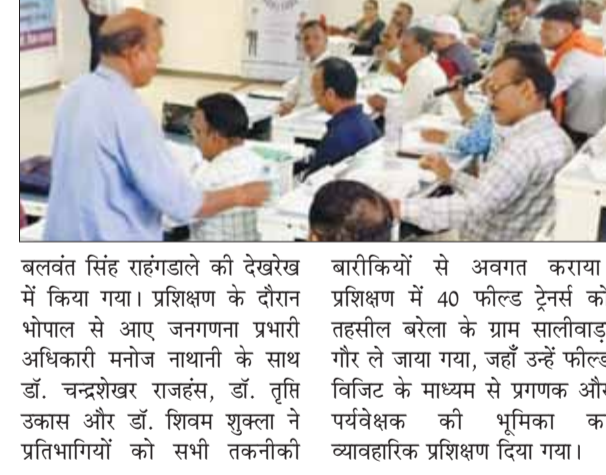 बलवंत सिंह राहंगडाले की देखरेख
में किया गया। प्रशिक्षण के दौरान
भोपाल से आए जनगणना प्रभारी
अधिकारी मनोज नाथानी के साथ
डॉ. चन्द्रशेखर राजहंस, डॉ. तृप्ति
उकास और डॉ. शिवम शुक्ला ने
प्रतिभागियों को सभी तकनीकी
बारीकियों से अवगत कराया
प्रशिक्षण में 40 फील्ड ट्रेनर्स को
तहसील बरेला के ग्राम सालीवाड़
गौर ले जाया गया, जहाँ उन्हें फील्ड
विजिट के माध्यम से प्रगणक और
पर्यवेक्षक की भूमिका
व्यावहारिक प्रशिक्षण दिया गया।